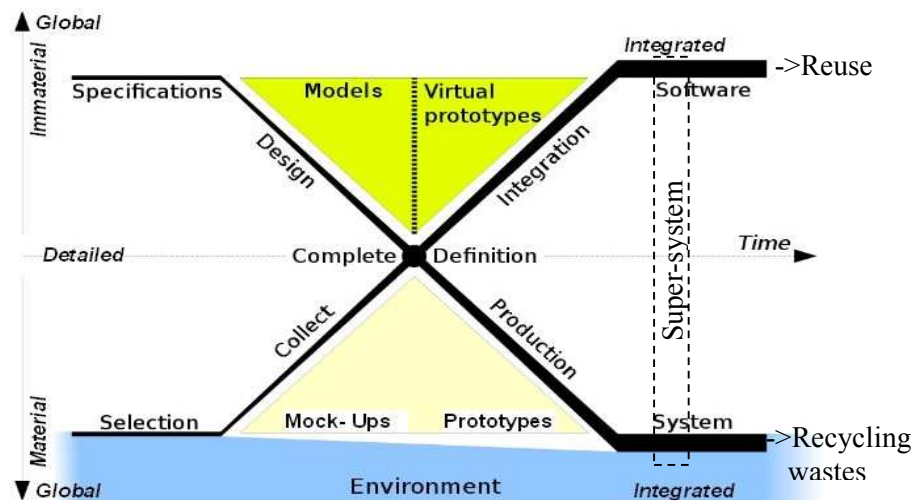 Global
Integrated
->Reuse
Immaterial
Specifications
Models
Virtual
prototypes
Software
Design
Integration
Detailed
Complete
Definition
Time
Super-system
Collect
Production
Material
Selection
Mock- Ups
Prototypes
System
->Recycling
wastes
Global
Environment
Integrated